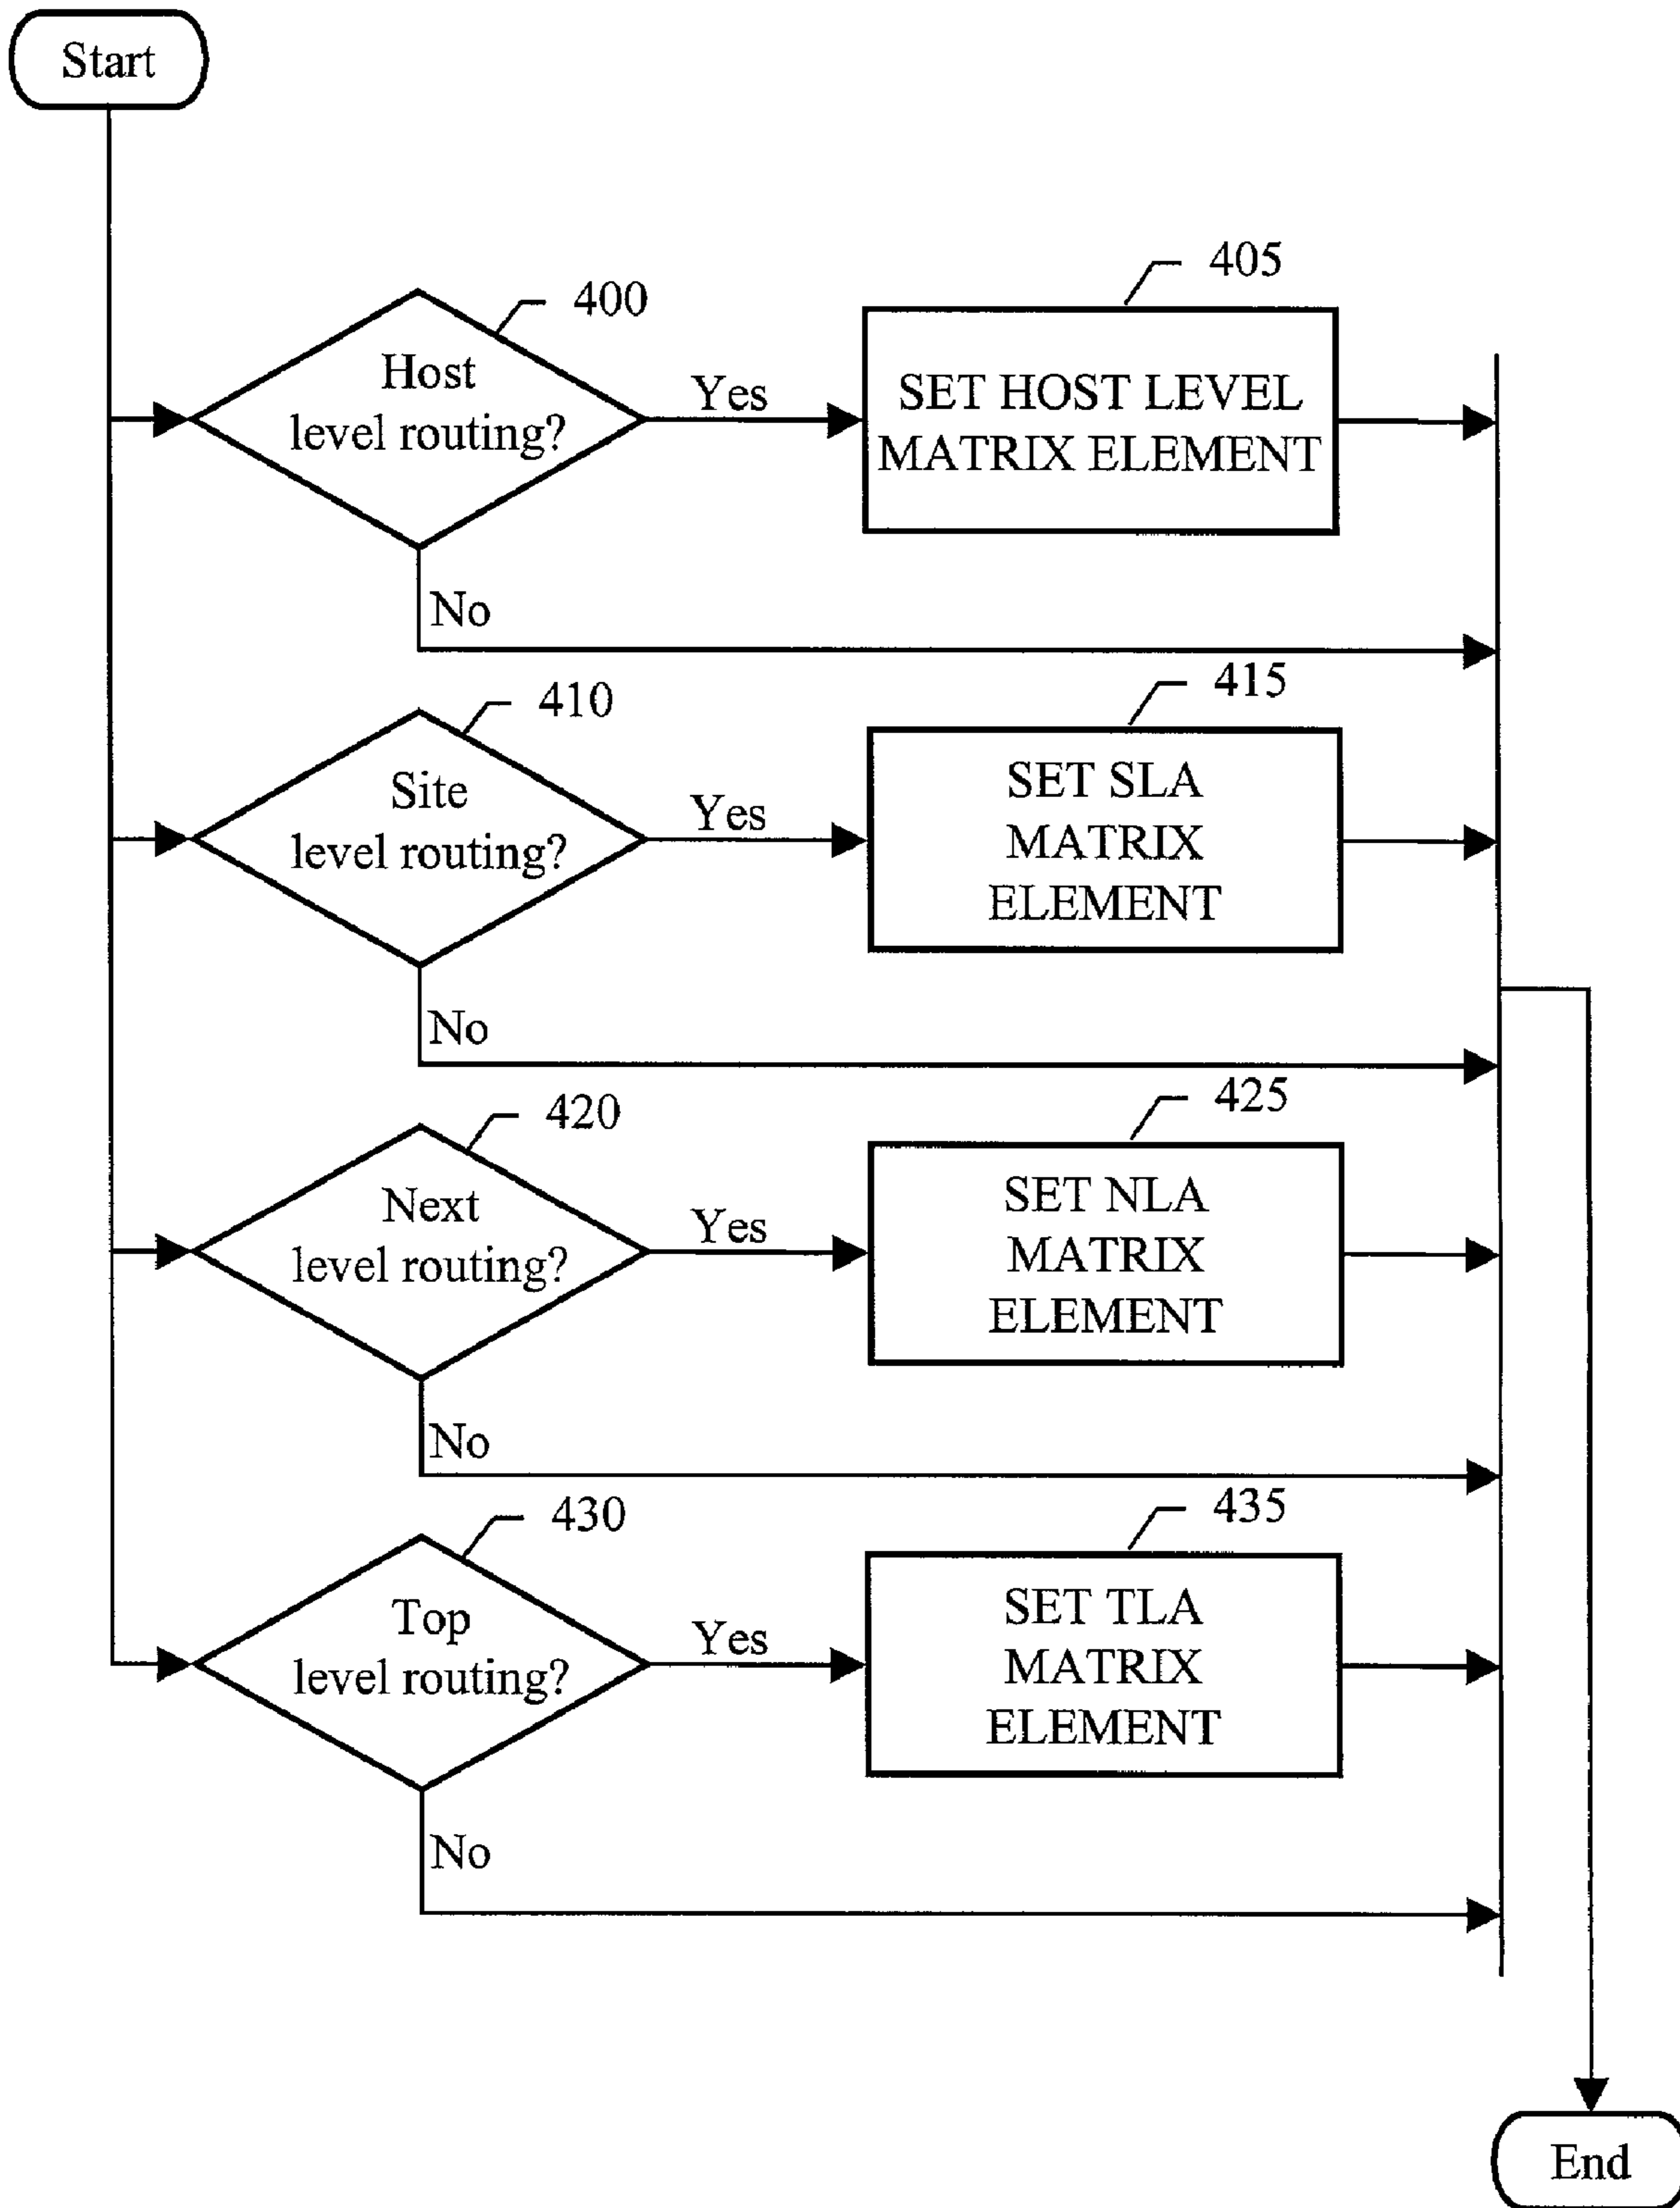 Start
405
400
Host
level routing?
Yes
SET HOST LEVEL
MATRIX ELEMENT
No
415
410
Site
level routing?
Yes
SET SLA
MATRIX
ELEMENT
No
425
420
Next
level routing?
Yes
SET NLA
MATRIX
ELEMENT
No
435
430
Top
level routing?
Yes
SET TLA
MATRIX
ELEMENT
No
End